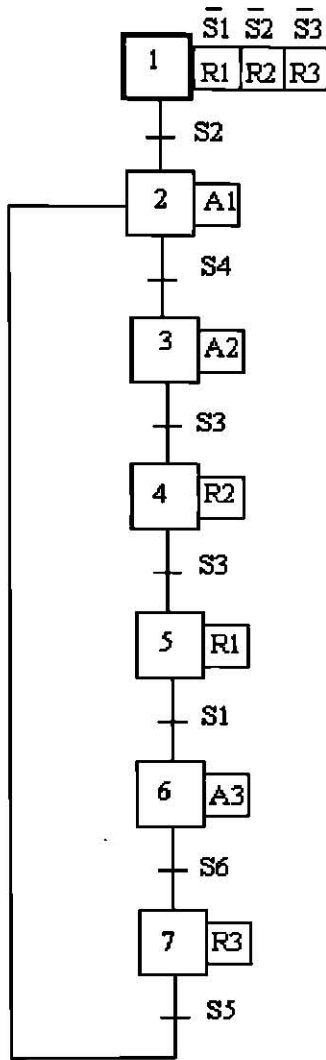 S̅1 S̅2 S̅3
1 R1 R2 R3
S2
2 A1
S4
3 A2
S3
4 R2
S3
5 R1
S1
6 A3
S6
7 R3
S5